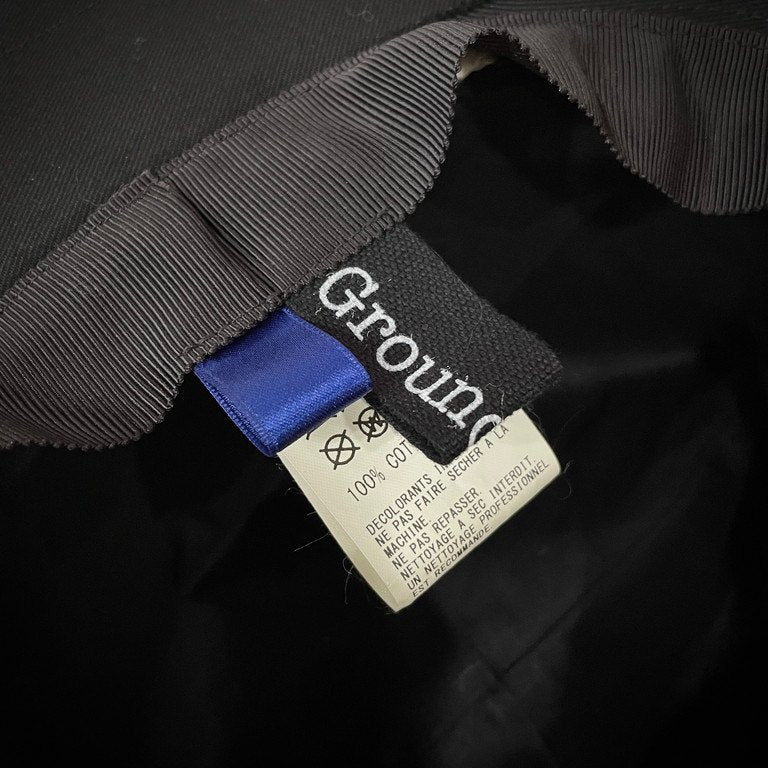 Groun
100% COT
DECOLORANTS
NE PAS FAIRE SECHER A LA
MACHINE.
NE PAS REPASSER.
NETTOYAGE A SEC INTERDIT.
UN NETTOYAGE PROFESSIONNEL
EST RECOMMANDE